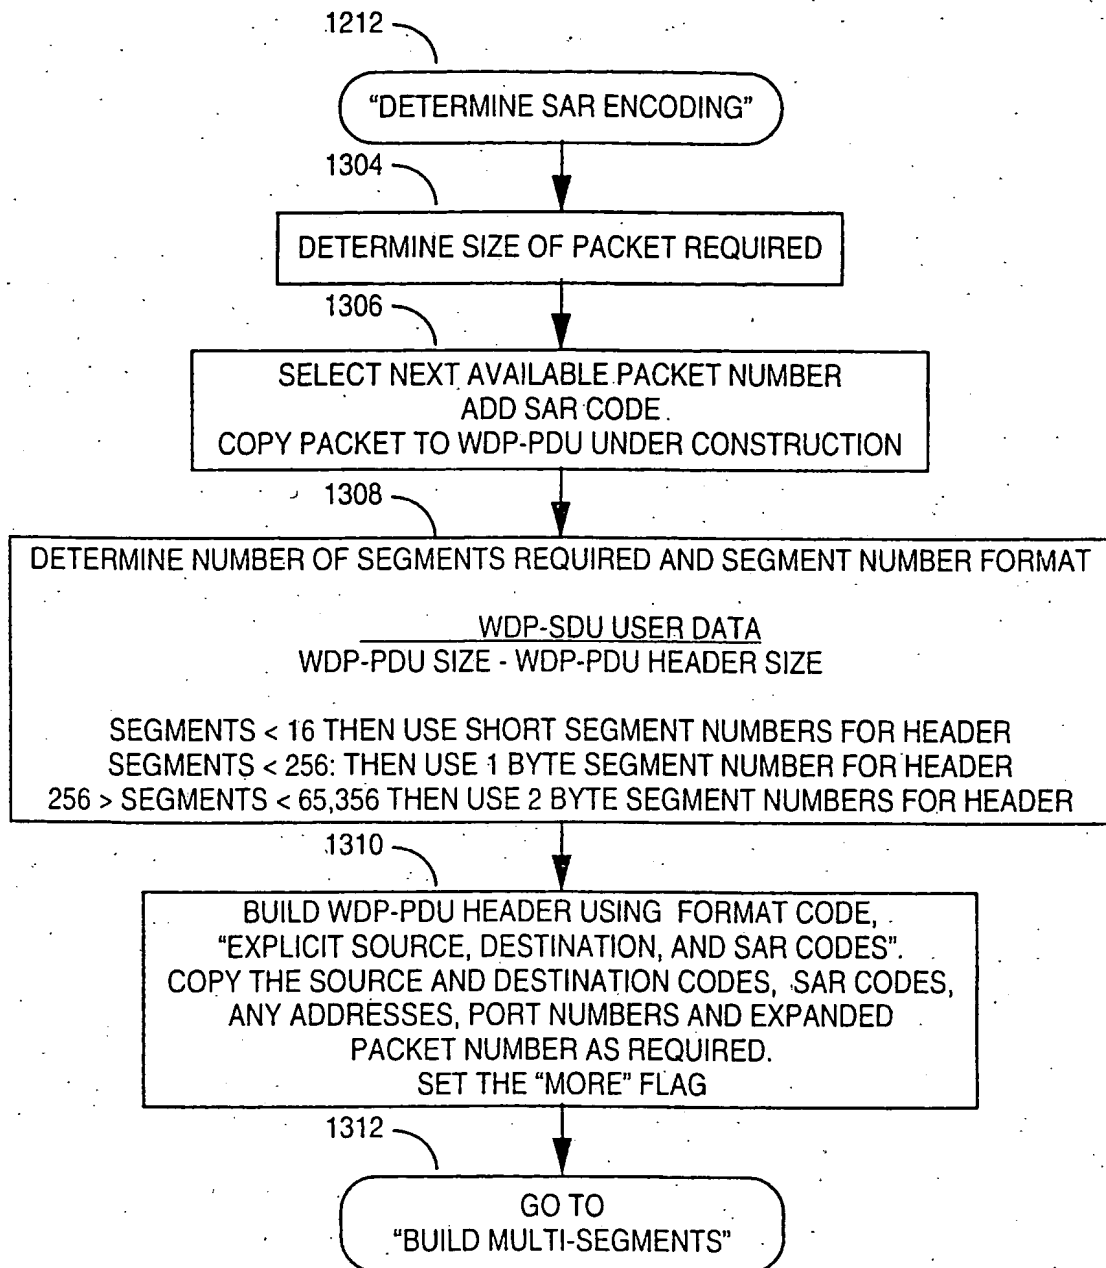 1212
“DETERMINE SAR ENCODING”
1304
DETERMINE SIZE OF PACKET REQUIRED
1306
SELECT NEXT AVAILABLE PACKET NUMBER
ADD SAR CODE.
COPY PACKET TO WDP-PDU UNDER CONSTRUCTION
1308
DETERMINE NUMBER OF SEGMENTS REQUIRED AND SEGMENT NUMBER FORMAT
WDP-SDU USER DATA
WDP-PDU SIZE - WDP-PDU HEADER SIZE
SEGMENTS < 16 THEN USE SHORT SEGMENT NUMBERS FOR HEADER
SEGMENTS < 256: THEN USE 1 BYTE SEGMENT NUMBER FOR HEADER
256 > SEGMENTS < 65,356 THEN USE 2 BYTE SEGMENT NUMBERS FOR HEADER
1310
BUILD WDP-PDU HEADER USING FORMAT CODE,
“EXPLICIT SOURCE, DESTINATION, AND SAR CODES”.
COPY THE SOURCE AND DESTINATION CODES, SAR CODES,
ANY ADDRESSES, PORT NUMBERS AND EXPANDED
PACKET NUMBER AS REQUIRED.
SET THE “MORE” FLAG
1312
GO TO
“BUILD MULTI-SEGMENTS”